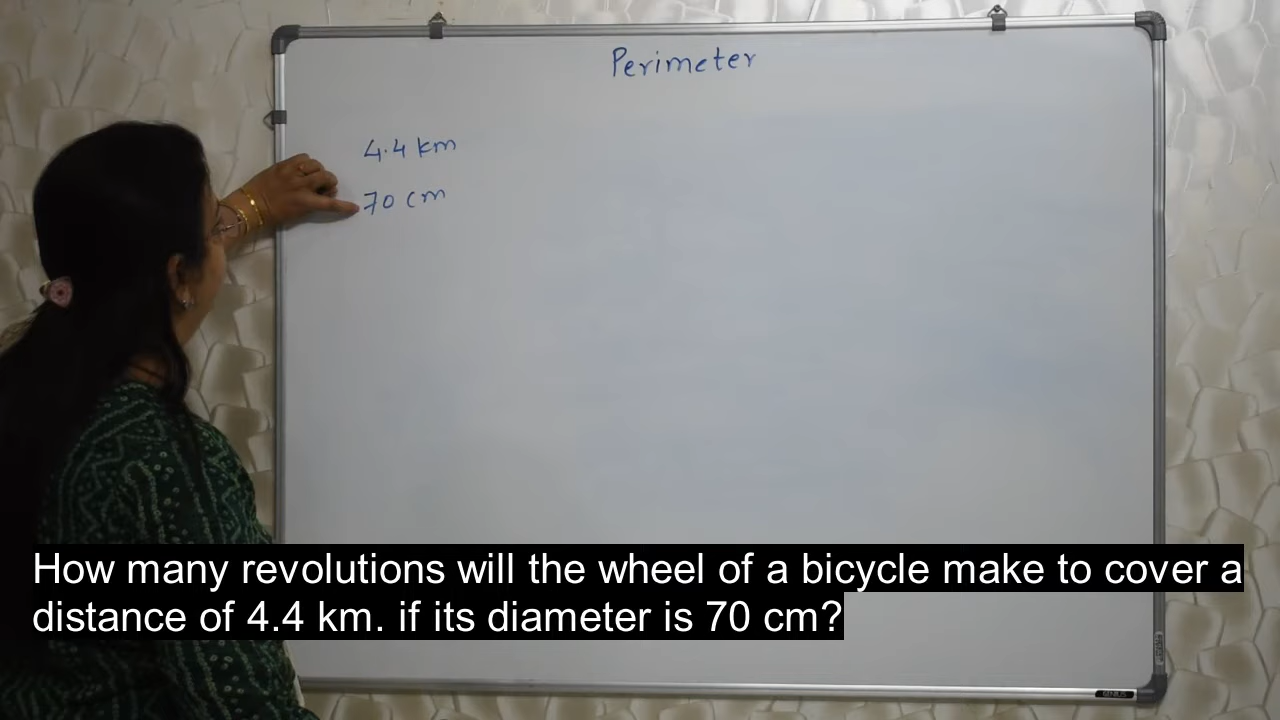 Perimeter
4.4 km
70 cm
How many revolutions will the wheel of a bicycle make to cover a
distance of 4.4 km. if its diameter is 70 cm?